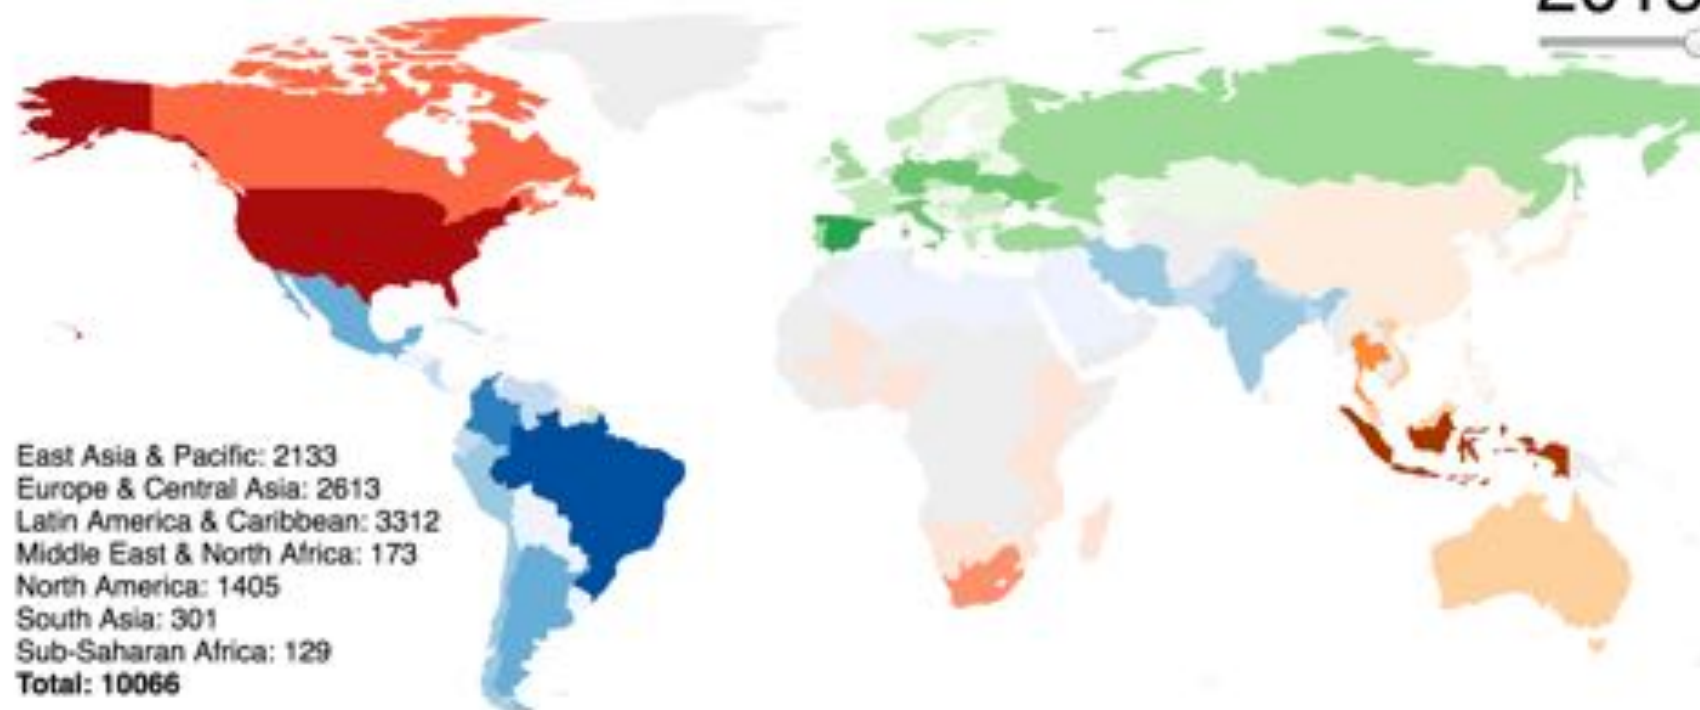 East Asia & Pacific: 2133
Europe & Central Asia: 2613
Latin America & Caribbean: 3312
Middle East & North Africa: 173
North America: 1405
South Asia: 301
Sub-Saharan Africa: 129
Total: 10066